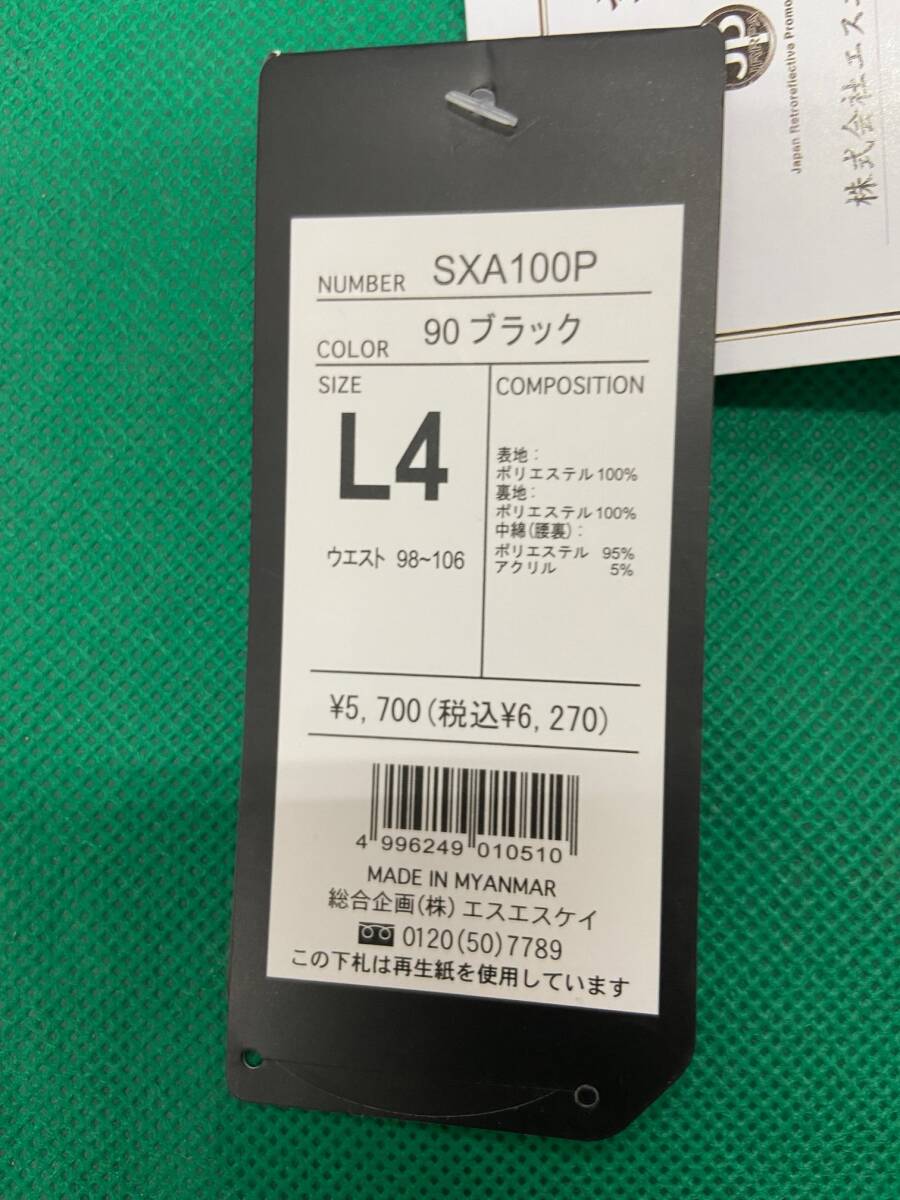 JP
JARPA
Japan Retroreflective Promo
株式会社エス
NUMBER SXA100P
COLOR 90 ブラック
SIZE
L4
ウエスト 98~106
COMPOSITION
表地：
ポリエステル 100%
裏地：
ポリエステル 100%
中綿(腰裏)：
ポリエステル 95%
アクリル 5%
¥5,700(税込¥6,270)
4 996249 010510
MADE IN MYANMAR
総合企画(株)エスエスケイ
0120(50)7789
この下札は再生紙を使用しています